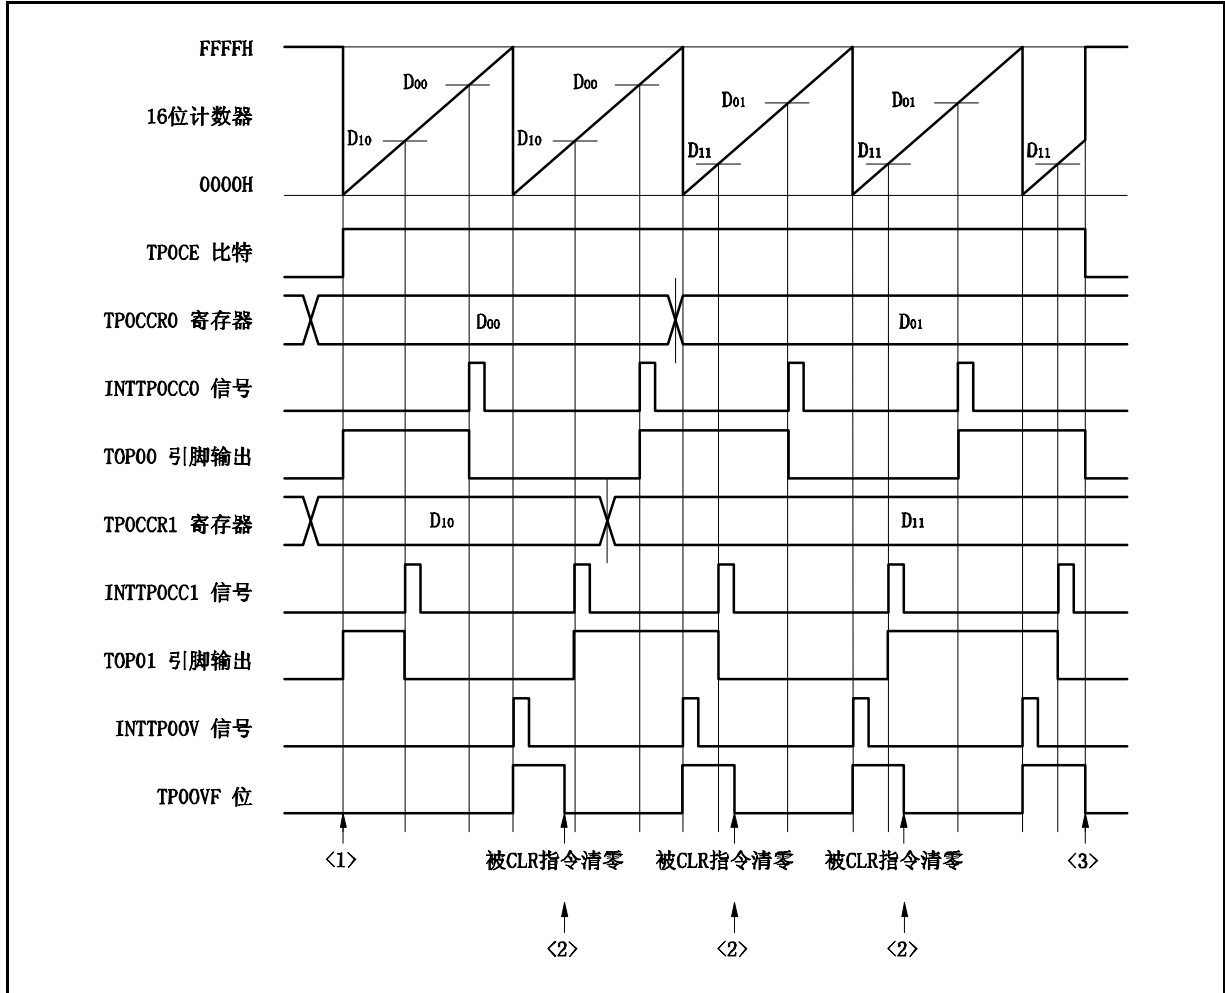 FFFFH
D00
D00
D01
D01
16位计数器
D10
D10
D11
D11
D11
0000H
TP0CE 比特
TP0CCR0 寄存器
D00
D01
INTTP0CC0 信号
TOP00 引脚输出
TP0CCR1 寄存器
D10
D11
INTTP0CC1 信号
TOP01 引脚输出
INTTP0OV 信号
TP0OVF 位
<1>
被CLR指令清零
被CLR指令清零
被CLR指令清零
<3>
<2>
<2>
<2>